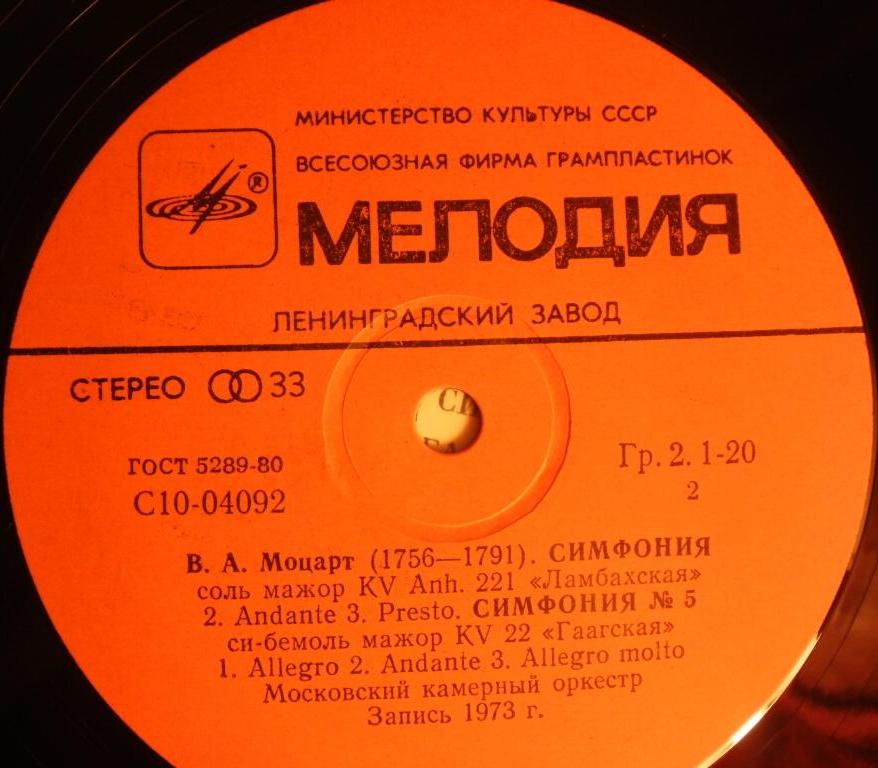 МИНИСТЕРСТВО КУЛЬТУРЫ СССР
ВСЕСОЮЗНАЯ ФИРМА ГРАМПЛАСТИНОК
®
МЕЛОДИЯ
ЛЕНИНГРАДСКИЙ ЗАВОД
СТЕРЕО 33
ГОСТ 5289-80
С10-04092
Гр. 2. 1-20
2
В. А. Моцарт (1756—1791). СИМФОНИЯ
соль мажор KV Anh. 221 «Ламбахская»
2. Andante 3. Presto. СИМФОНИЯ № 5
си-бемоль мажор KV 22 «Гаагская»
1. Allegro 2. Andante 3. Allegro molto
Московский камерный оркестр
Запись 1973 г.